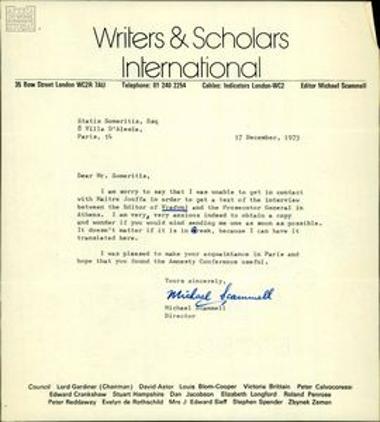 Writers & Scholars
International
35 Bow Street London WC2R 7AU Telephone: 01 240 2254 Cables: Indicators London-WC2 Editor Michael Scammell
Statis Someritis, Esq
8 Villa D'Alesia,
Paris, 14 17 December, 1973
Dear Mr. Someritis,
I am sorry to say that I was unable to get in contact
with Maitre Jouffa in order to get a text of the interview
between the Editor of Vradyni and the Prosecutor General in
Athens. I am very, very anxious indeed to obtain a copy
and wonder if you would mind sending me one as soon as possible.
It doesn't matter if it is in Greek, because I can have it
translated here.
I was pleased to make your acquaintance in Paris and
hope that you found the Amnesty Conference useful.
Yours sincerely,
Michael Scammell
Michael Scammell
Director
Council Lord Gardiner (Chairman) David Astor Louis Blom-Cooper Victoria Brittain Peter Calvocoressi
Edward Crankshaw Stuart Hampshire Dan Jacobson Elizabeth Longford Roland Penrose
Peter Reddaway Evelyn de Rothschild Mrs J Edward Sieff Stephen Spender Zbynek Zeman